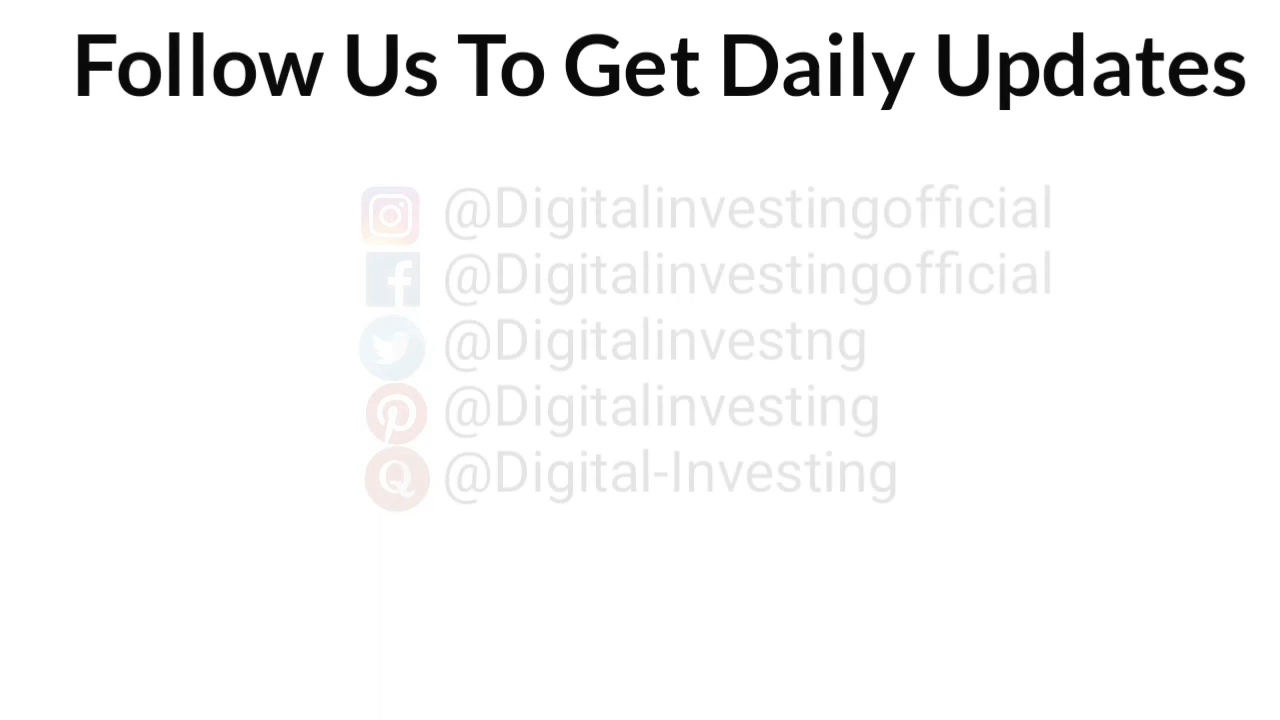 Follow Us To Get Daily Updates
@Digitalinvestingofficial
@Digitalinvestingofficial
@Digitalinvestng
@Digitalinvesting
@Digital-Investing